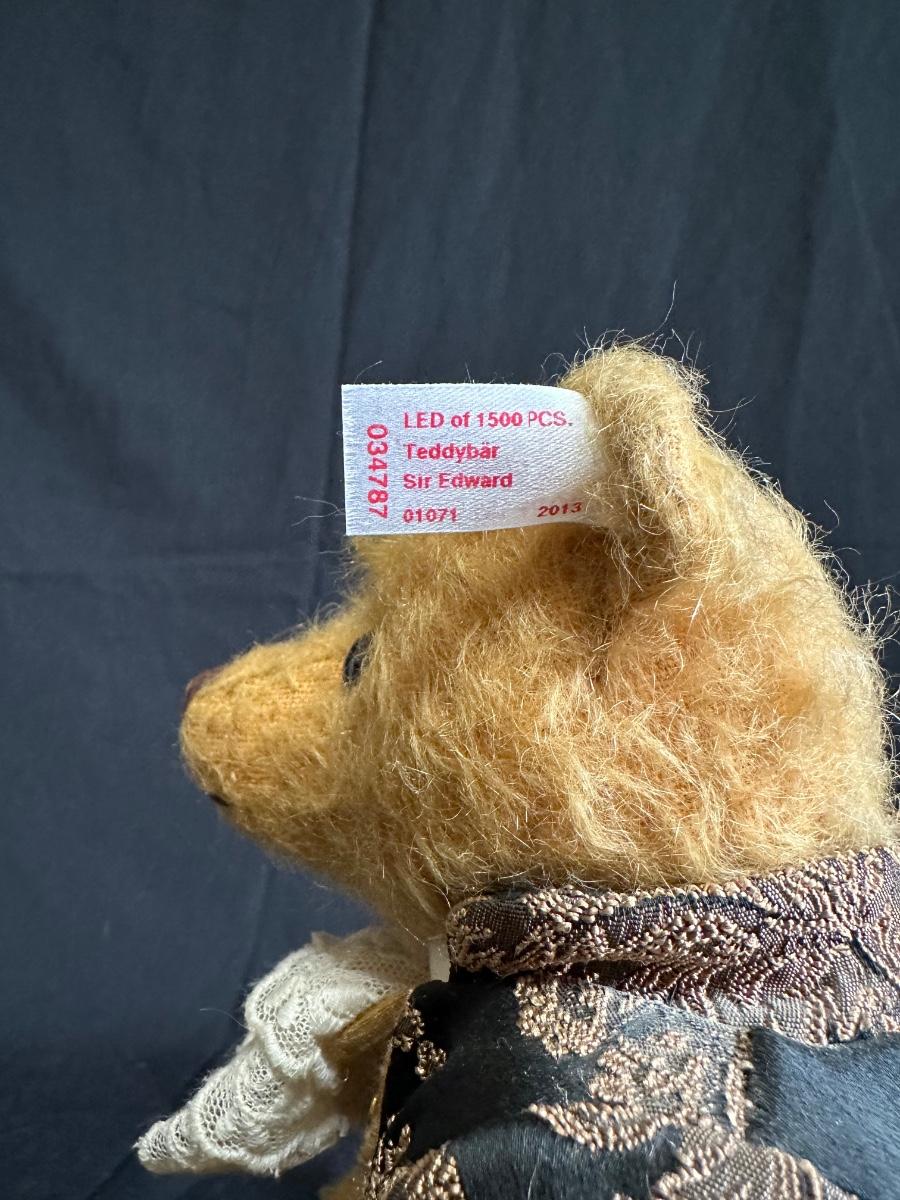 034787
LED of 1500 PCS.
Teddybär
Sir Edward
01071 2013